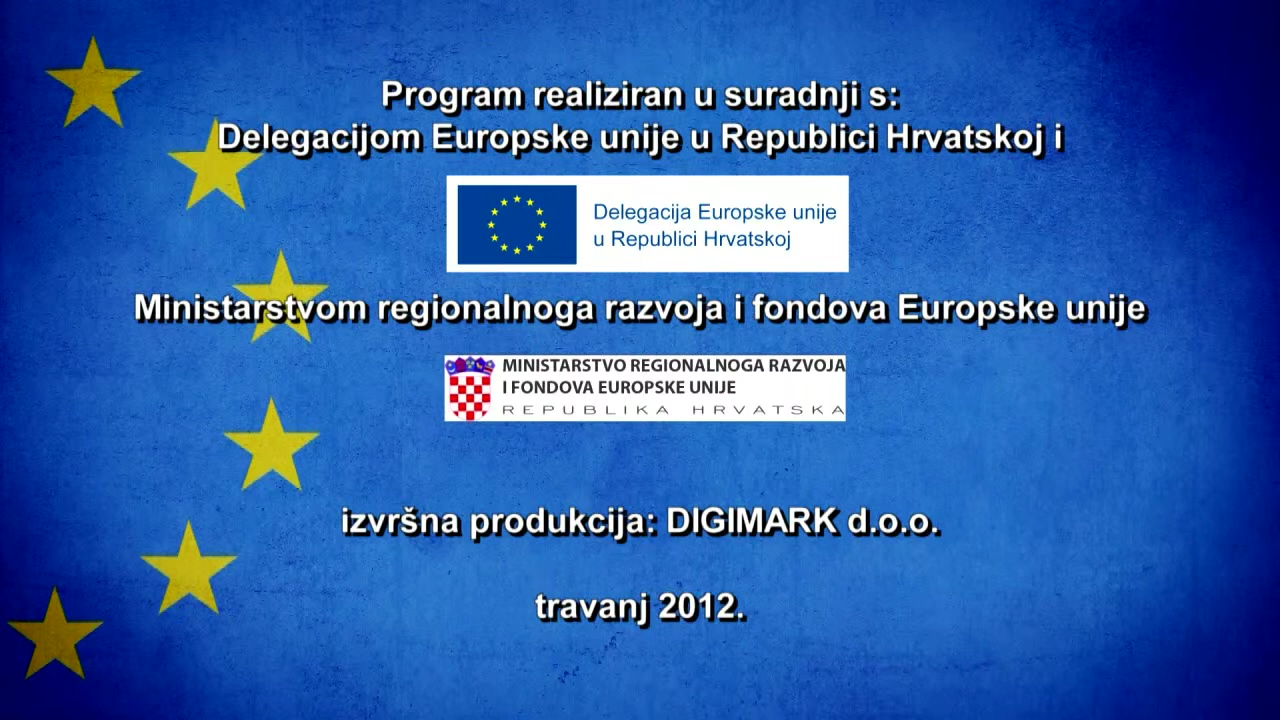 Program realiziran u suradnji s:
Delegacijom Europske unije u Republici Hrvatskoj i
Delegacija Europske unije
u Republici Hrvatskoj
Ministarstvom regionalnoga razvoja i fondova Europske unije
MINISTARSTVO REGIONALNOGA RAZVOJA
I FONDOVA EUROPSKE UNIJE
REPUBLIKA HRVATSKA
izvršna produkcija: DIGIMARK d.o.o.
travanj 2012.